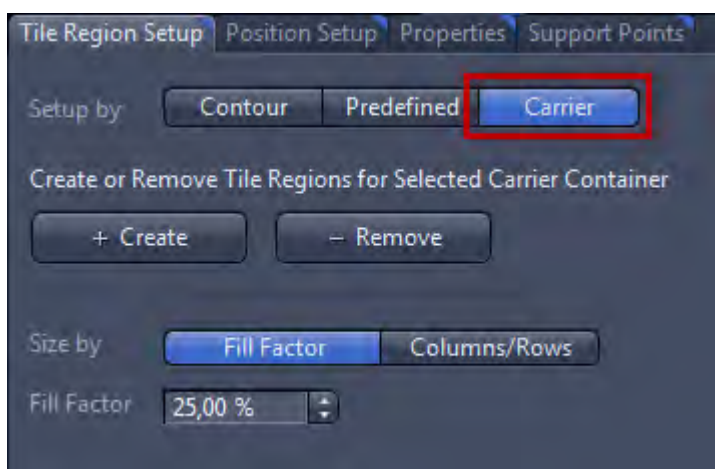 Tile Region Setup Position Setup Properties Support Points
Setup by Contour Predefined Carrier
Create or Remove Tile Regions for Selected Carrier Container
+ Create − Remove
Size by Fill Factor Columns/Rows
Fill Factor 25,00 %